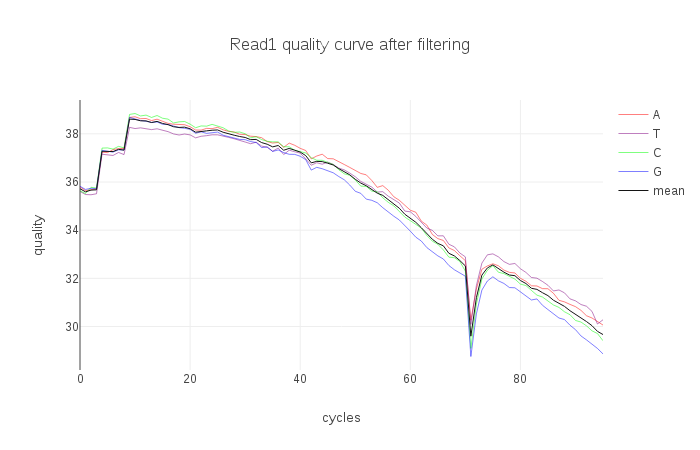 Read1 quality curve after filtering
A
T
C
G
mean
38
36
34
32
30
quality
0
20
40
60
80
cycles